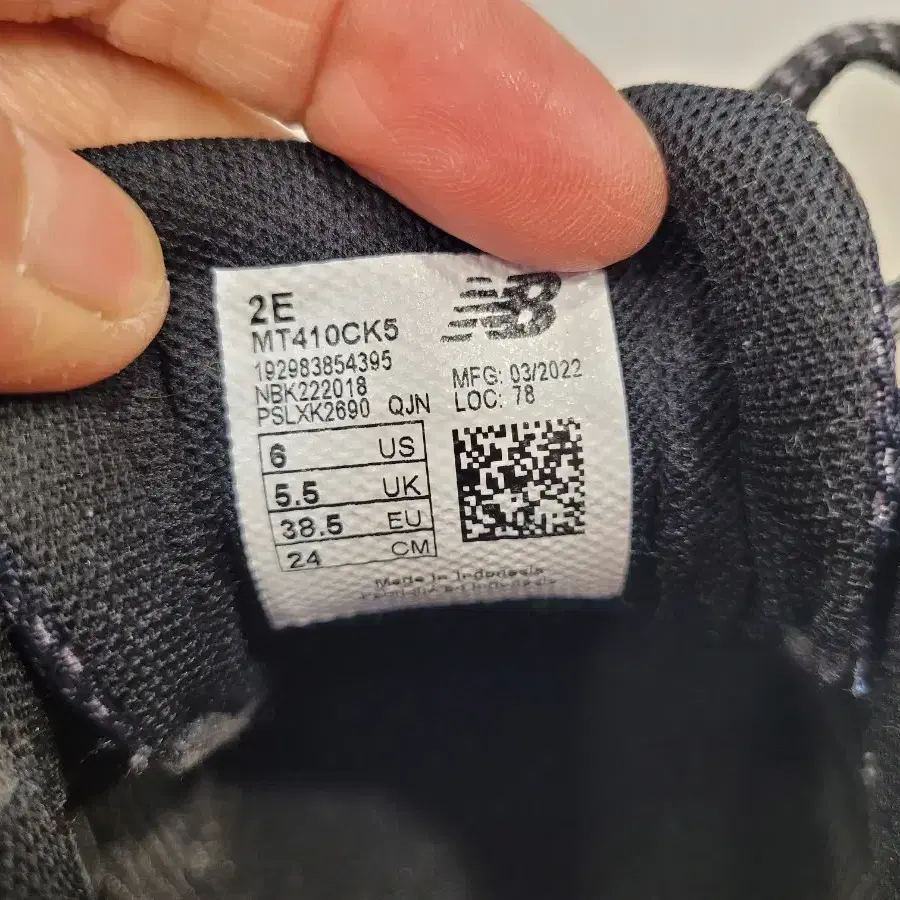 2E
MT410CK5
192983854395
NBK222018
PSLXK2690 QJN
6 US
5.5 UK
38.5 EU
24 CM
NB
MFG: 03/2022
LOC: 78
Made in Indonesia